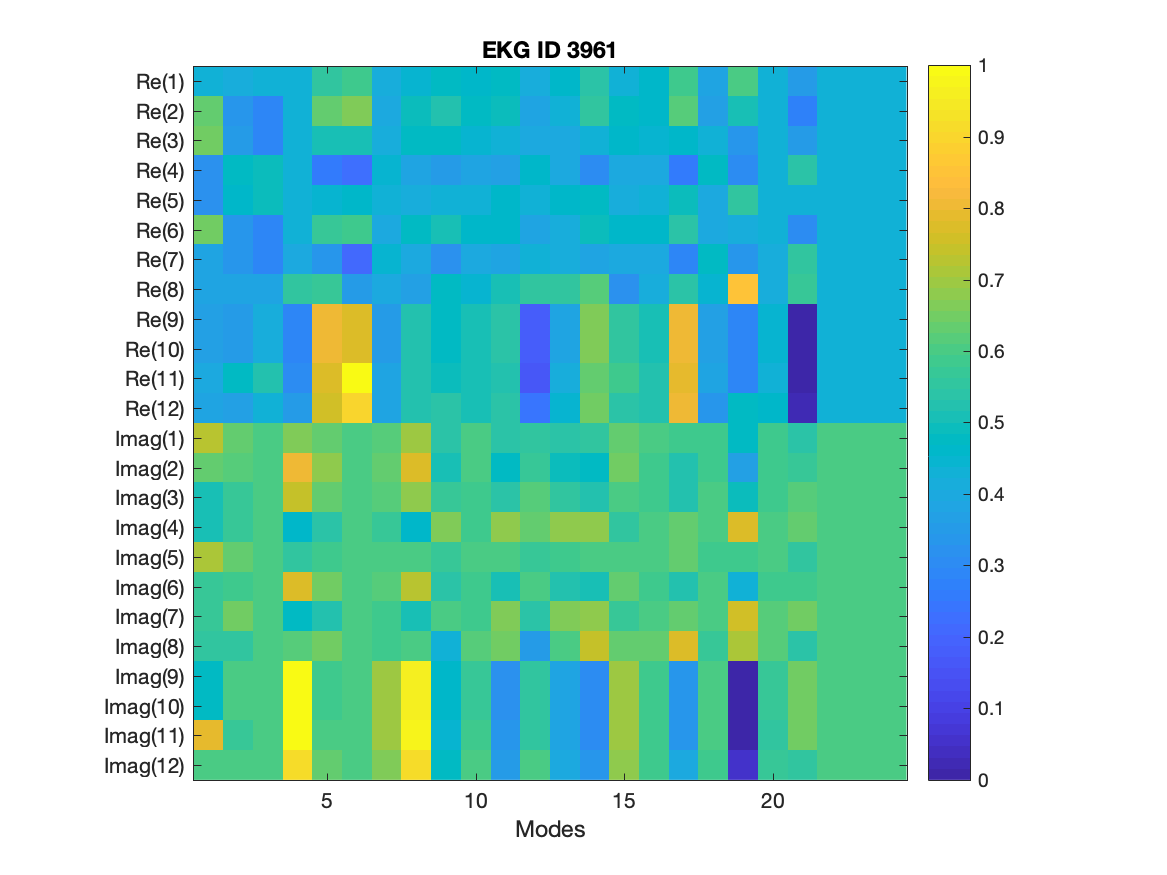 EKG ID 3961
Re(1)
Re(2)
Re(3)
Re(4)
Re(5)
Re(6)
Re(7)
Re(8)
Re(9)
Re(10)
Re(11)
Re(12)
Imag(1)
Imag(2)
Imag(3)
Imag(4)
Imag(5)
Imag(6)
Imag(7)
Imag(8)
Imag(9)
Imag(10)
Imag(11)
Imag(12)
5 10 15 20
Modes
1
0.9
0.8
0.7
0.6
0.5
0.4
0.3
0.2
0.1
0